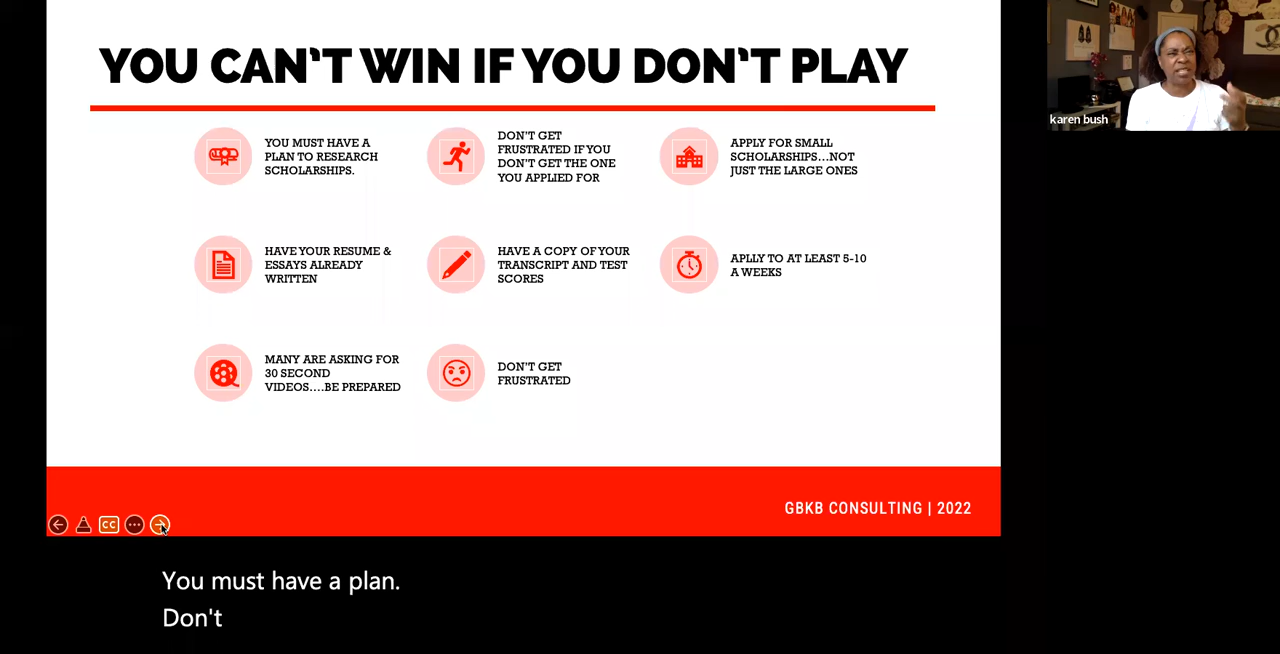 YOU CAN'T WIN IF YOU DON'T PLAY
YOU MUST HAVE A
PLAN TO RESEARCH
SCHOLARSHIPS.
DON'T GET
FRUSTRATED IF YOU
DON'T GET THE ONE
YOU APPLIED FOR
APPLY FOR SMALL
SCHOLARSHIPS...NOT
JUST THE LARGE ONES
HAVE YOUR RESUME &
ESSAYS ALREADY
WRITTEN
HAVE A COPY OF YOUR
TRANSCRIPT AND TEST
SCORES
APLLY TO AT LEAST 5-10
A WEEKS
MANY ARE ASKING FOR
30 SECOND
VIDEOS....BE PREPARED
DON'T GET
FRUSTRATED
GBKB CONSULTING | 2022
CC
karen bush
You must have a plan.
Don't